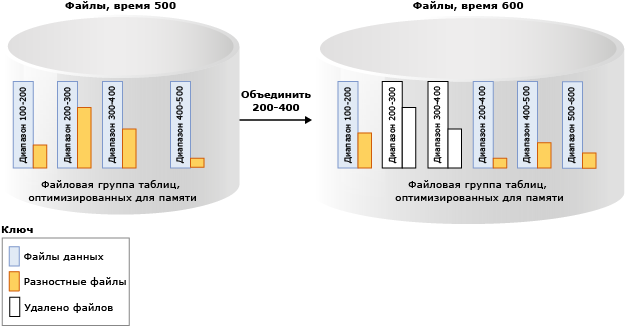 Файлы, время 500
Файлы, время 600
Диапазон 100-200
Диапазон 200-300
Диапазон 300-400
Диапазон 400-500
Объединить
200-400
Диапазон 100-200
Диапазон 200-300
Диапазон 300-400
Диапазон 200-400
Диапазон 400-500
Диапазон 500-600
Файловая группа таблиц,
оптимизированных для памяти
Файловая группа таблиц,
оптимизированных для памяти
Ключ
Файлы данных
Разностные файлы
Удалено файлов